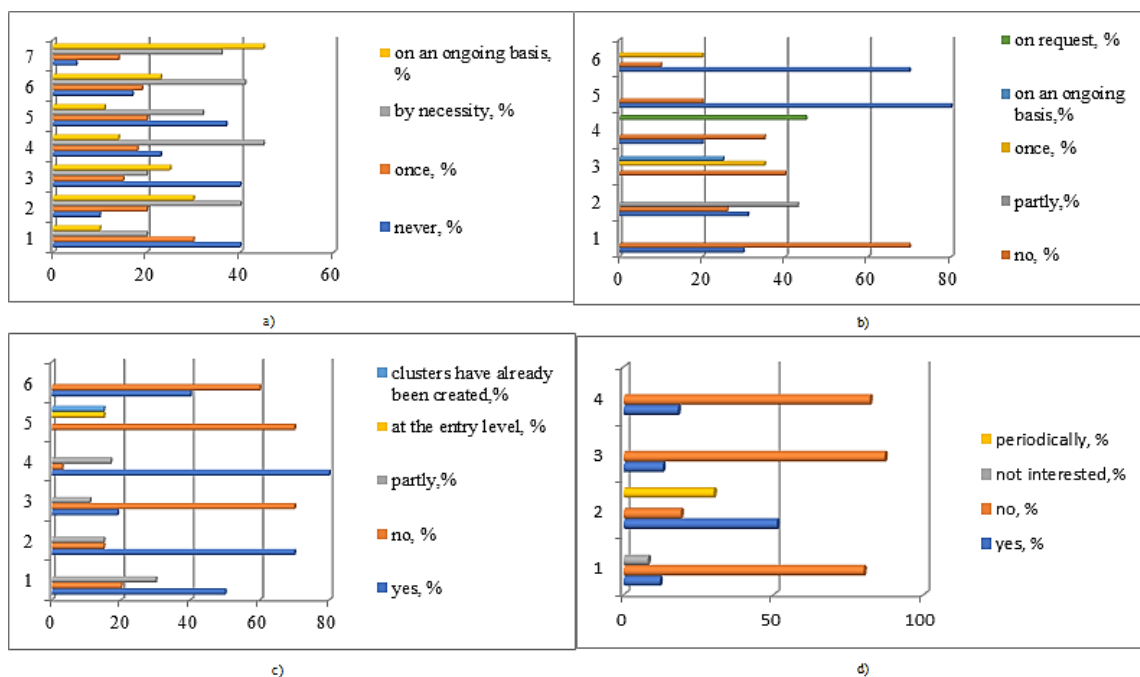 7
6
5
4
3
2
1
0 20 40 60
on an ongoing basis,
%
by necessity, %
once, %
never, %
a)
6
5
4
3
2
1
0 20 40 60 80
on request, %
on an ongoing
basis,%
once, %
partly,%
no, %
b)
6
5
4
3
2
1
0 20 40 60 80
clusters have already
been created,%
at the entry level, %
partly,%
no, %
yes, %
c)
4
3
2
1
0 50 100
periodically, %
not interested,%
no, %
yes, %
d)